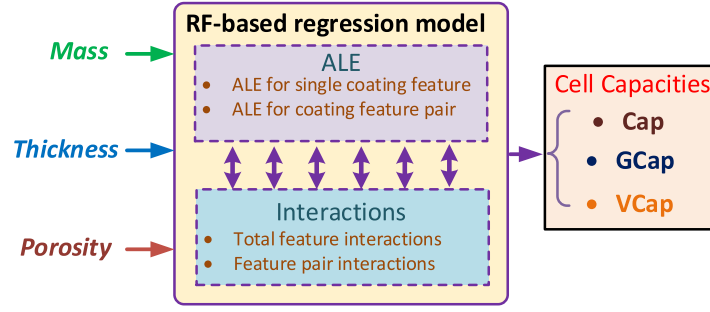 RF-based regression model
Mass
Thickness
Porosity
ALE
• ALE for single coating feature
• ALE for coating feature pair
Interactions
• Total feature interactions
• Feature pair interactions
Cell Capacities
• Cap
• GCap
• VCap